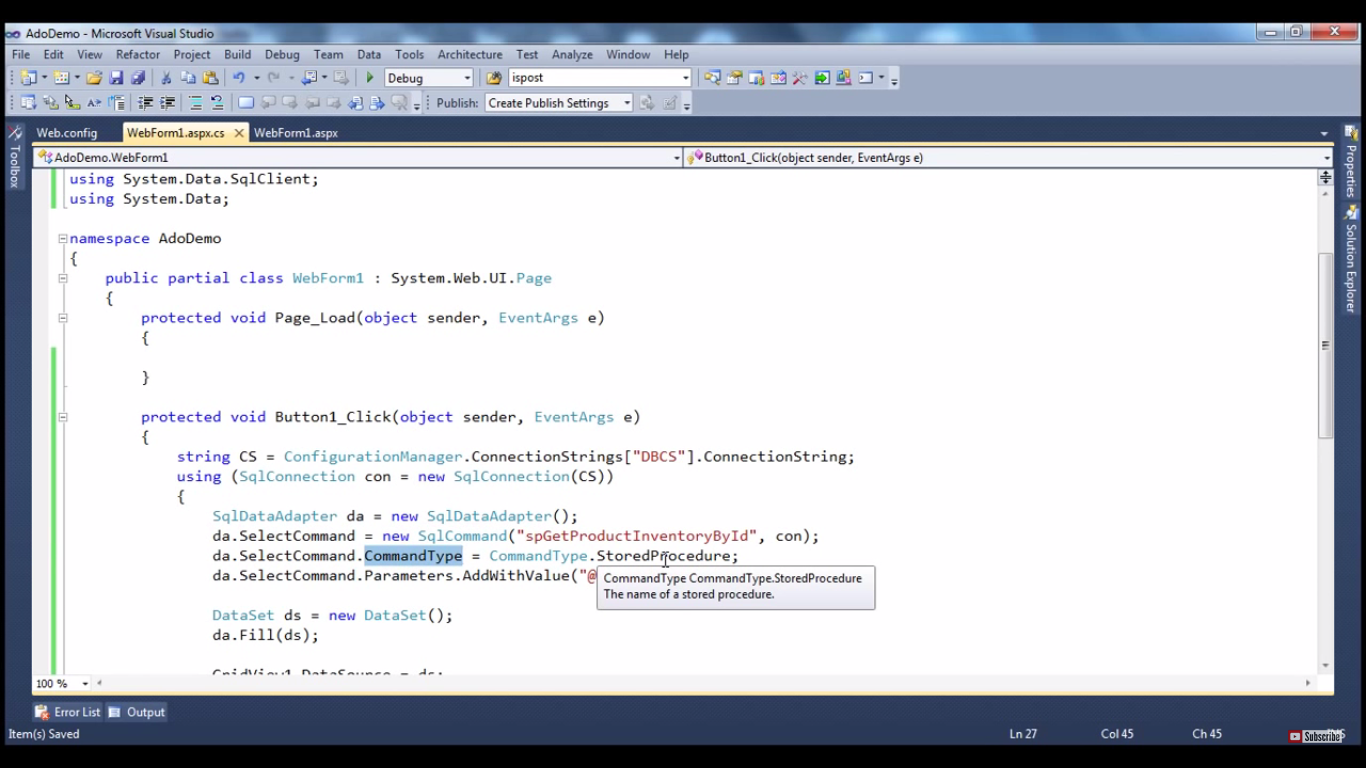 AdoDemo - Microsoft Visual Studio
File Edit View Refactor Project Build Debug Team Data Tools Architecture Test Analyze Window Help
Debug ispost
Publish: Create Publish Settings
Toolbox
Web.config WebForm1.aspx.cs WebForm1.aspx
AdoDemo.WebForm1 Button1_Click(object sender, EventArgs e)
using System.Data.SqlClient;
using System.Data;
namespace AdoDemo
{
public partial class WebForm1 : System.Web.UI.Page
{
protected void Page_Load(object sender, EventArgs e)
{
}
protected void Button1_Click(object sender, EventArgs e)
{
string CS = ConfigurationManager.ConnectionStrings["DBCS"].ConnectionString;
using (SqlConnection con = new SqlConnection(CS))
{
SqlDataAdapter da = new SqlDataAdapter();
da.SelectCommand = new SqlCommand("spGetProductInventoryById", con);
da.SelectCommand.CommandType = CommandType.StoredProcedure;
da.SelectCommand.Parameters.AddWithValue("@
CommandType CommandType.StoredProcedure
The name of a stored procedure.
DataSet ds = new DataSet();
da.Fill(ds);
GridView1.DataSource = ds;
Properties
Solution Explorer
100 %
Error List Output
Item(s) Saved Ln 27 Col 45 Ch 45
Subscribe